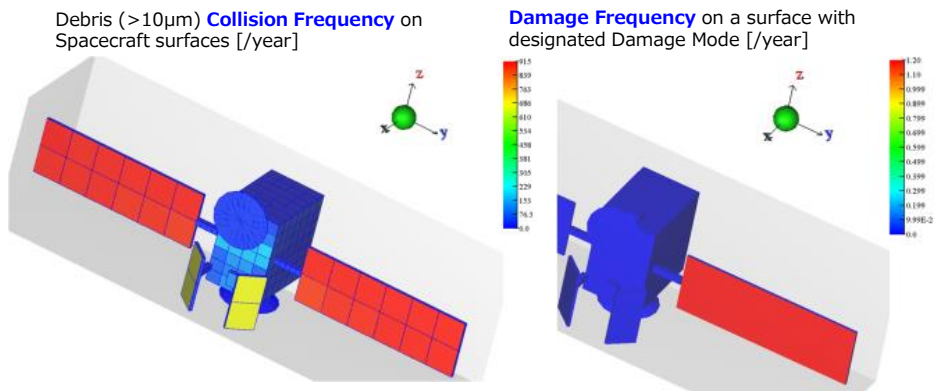 Debris (>10μm) Collision Frequency on
Spacecraft surfaces [/year]
Damage Frequency on a surface with
designated Damage Mode [/year]
z
x
y
915
839
763
686
610
534
458
381
305
229
153
76.3
0.0
z
x
y
1.20
1.10
0.999
0.899
0.799
0.699
0.599
0.499
0.400
0.300
0.199
9.99E-2
0.0